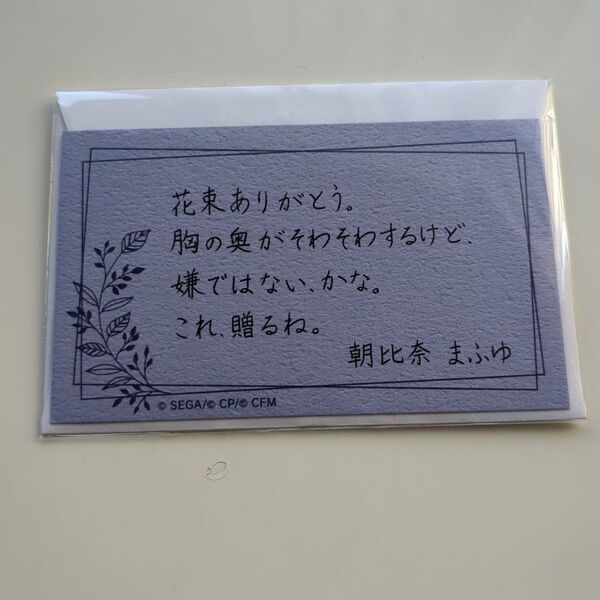 花束ありがとう。
胸の奥がそわそわするけど、
嫌ではない、かな。
これ、贈るね。
朝比奈 まふゆ
© SEGA/© CP/© CFM